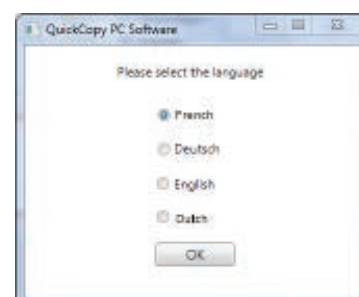 QuickCopy PC Software
Please select the language
French
Deutsch
English
Dutch
OK